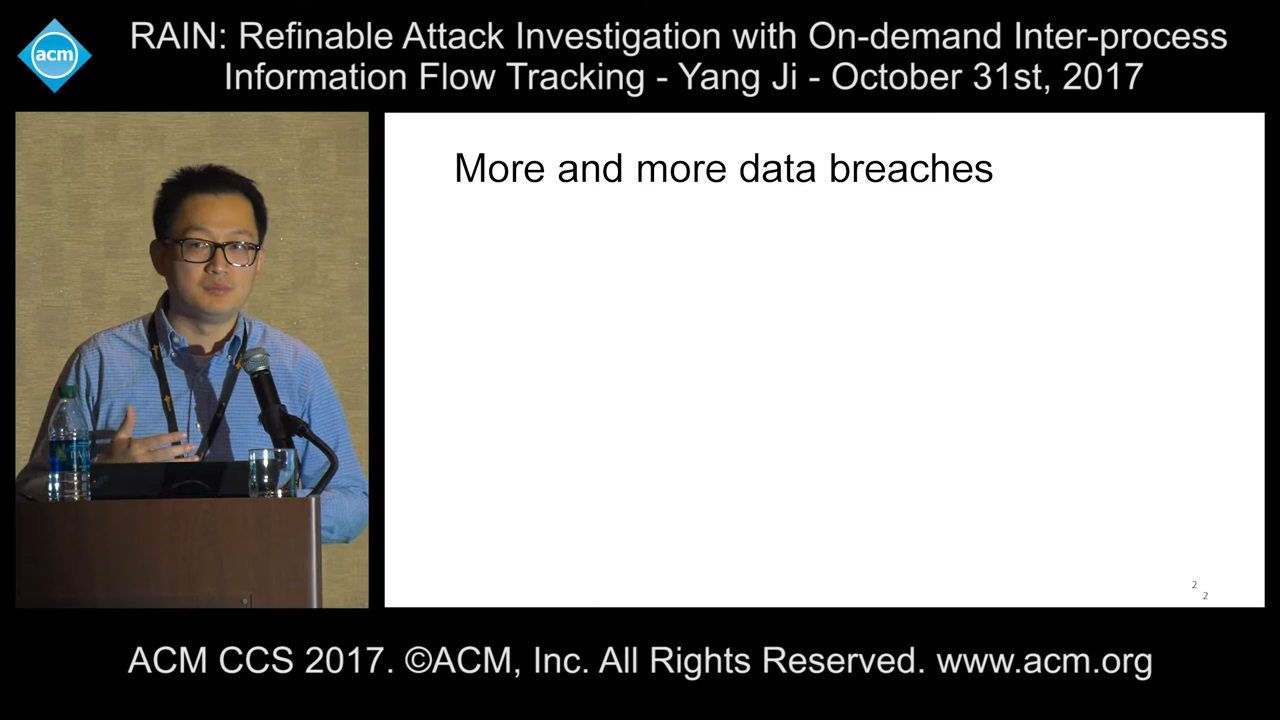 acm
RAIN: Refinable Attack Investigation with On-demand Inter-process
Information Flow Tracking - Yang Ji - October 31st, 2017
More and more data breaches
2
2
ACM CCS 2017. ©ACM, Inc. All Rights Reserved. www.acm.org